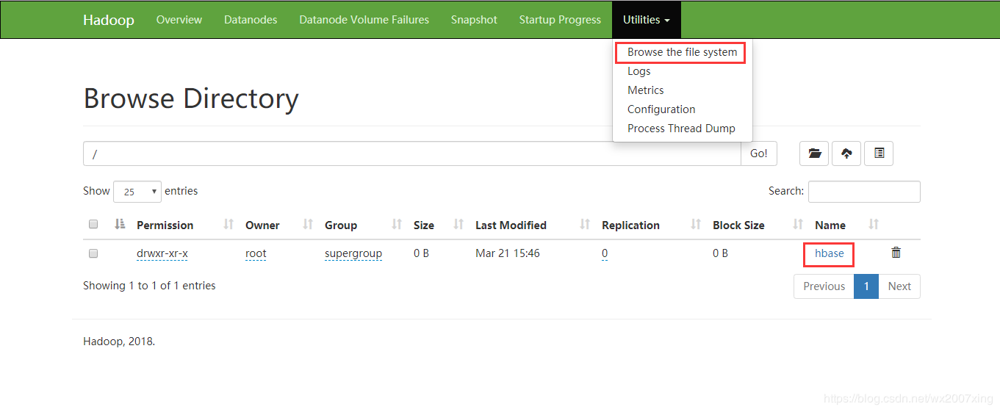 Hadoop Overview Datanodes Datanode Volume Failures Snapshot Startup Progress Utilities
Browse the file system
Logs
Metrics
Configuration
Process Thread Dump
Browse Directory
/ Go!
Show 25 entries Search:
Permission Owner Group Size Last Modified Replication Block Size Name
drwxr-xr-x root supergroup 0 B Mar 21 15:46 0 0 B hbase
Showing 1 to 1 of 1 entries Previous 1 Next
Hadoop, 2018.
https://blog.csdn.net/wx2007xing